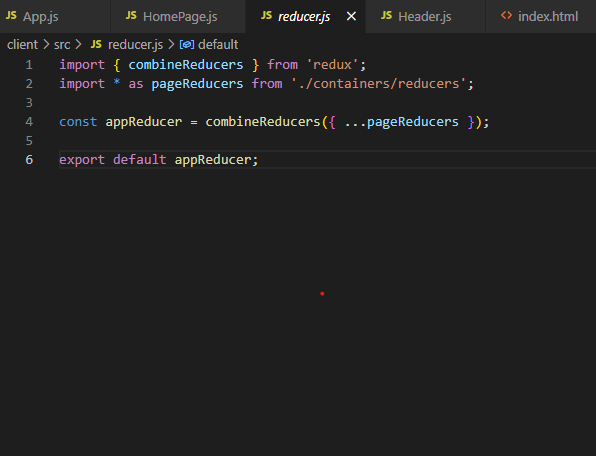 JS App.js JS HomePage.js JS reducer.js × JS Header.js <> index.html
client > src > JS reducer.js > default
1 import { combineReducers } from 'redux';
2 import * as pageReducers from './containers/reducers';
3
4 const appReducer = combineReducers({ ...pageReducers });
5
6 export default appReducer;